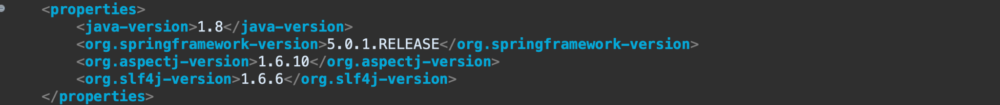 <properties>
<java-version>1.8</java-version>
<org.springframework-version>5.0.1.RELEASE</org.springframework-version>
<org.aspectj-version>1.6.10</org.aspectj-version>
<org.slf4j-version>1.6.6</org.slf4j-version>
</properties>